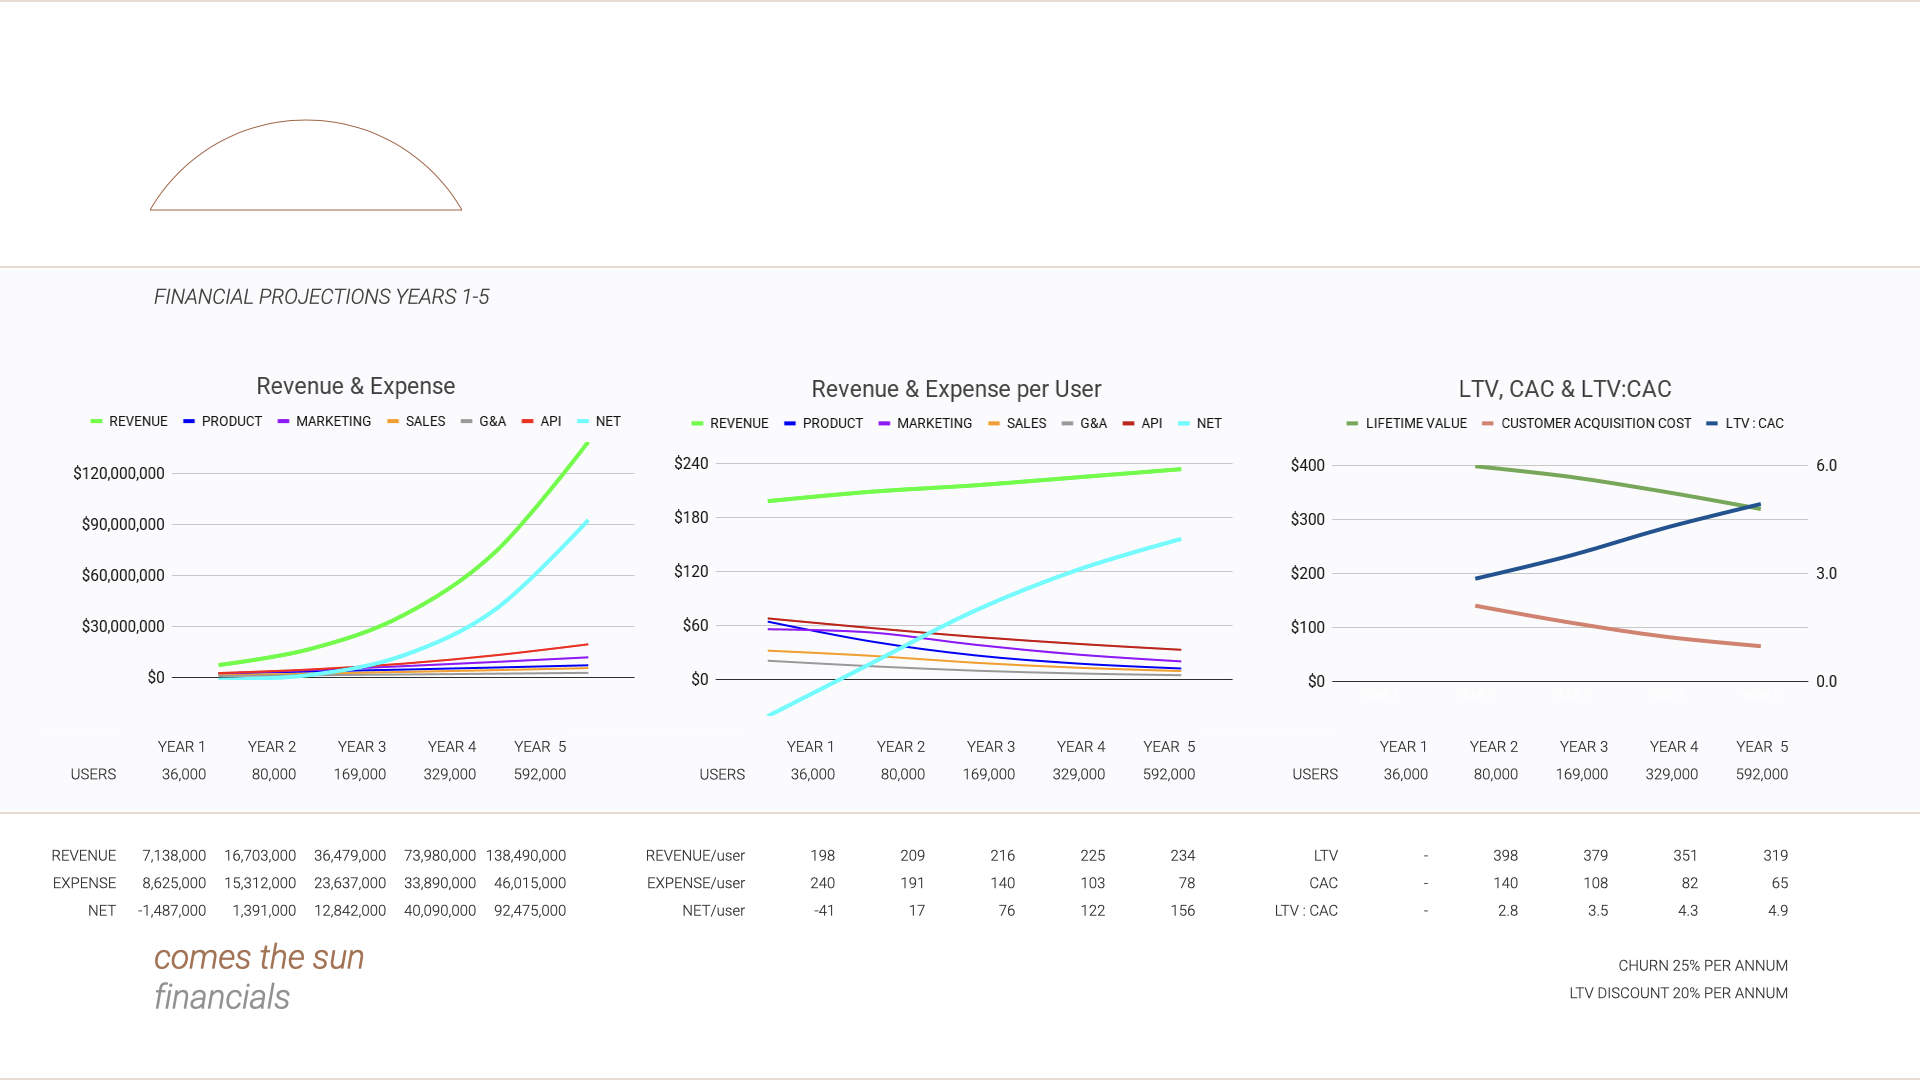 FINANCIAL PROJECTIONS YEARS 1-5
Revenue & Expense
REVENUE PRODUCT MARKETING SALES G&A API NET
$120,000,000
$90,000,000
$60,000,000
$30,000,000
$0
YEAR 1 YEAR 2 YEAR 3 YEAR 4 YEAR 5
USERS 36,000 80,000 169,000 329,000 592,000
Revenue & Expense per User
REVENUE PRODUCT MARKETING SALES G&A API NET
$240
$180
$120
$60
$0
YEAR 1 YEAR 2 YEAR 3 YEAR 4 YEAR 5
USERS 36,000 80,000 169,000 329,000 592,000
LTV, CAC & LTV:CAC
LIFETIME VALUE CUSTOMER ACQUISITION COST LTV : CAC
$400 6.0
$300
$200 3.0
$100
$0 0.0
YEAR 1 YEAR 2 YEAR 3 YEAR 4 YEAR 5
USERS 36,000 80,000 169,000 329,000 592,000
REVENUE 7,138,000 16,703,000 36,479,000 73,980,000 138,490,000
EXPENSE 8,625,000 15,312,000 23,637,000 33,890,000 46,015,000
NET -1,487,000 1,391,000 12,842,000 40,090,000 92,475,000
REVENUE/user 198 209 216 225 234
EXPENSE/user 240 191 140 103 78
NET/user -41 17 76 122 156
LTV - 398 379 351 319
CAC - 140 108 82 65
LTV : CAC - 2.8 3.5 4.3 4.9
comes the sun
financials
CHURN 25% PER ANNUM
LTV DISCOUNT 20% PER ANNUM